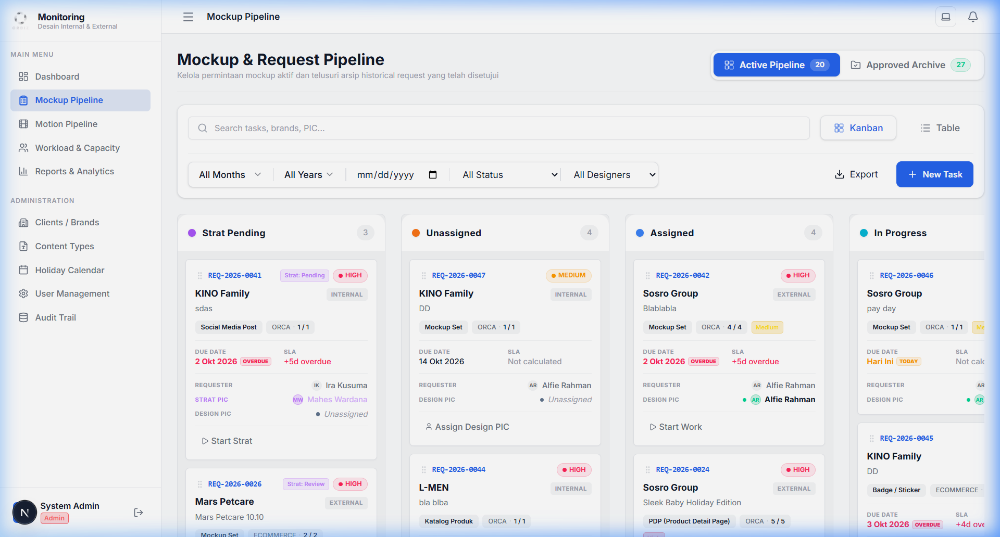 Monitoring
Desain Internal & External
MAIN MENU
Dashboard
Mockup Pipeline
Motion Pipeline
Workload & Capacity
Reports & Analytics
ADMINISTRATION
Clients / Brands
Content Types
Holiday Calendar
User Management
Audit Trail
N
System Admin
Admin
Mockup Pipeline
Mockup & Request Pipeline
Kelola permintaan mockup aktif dan telusuri arsip historical request yang telah disetujui
Active Pipeline 20
Approved Archive 27
Search tasks, brands, PIC...
Kanban
Table
All Months
All Years
mm/dd/yyyy
All Status
All Designers
Export
New Task
Strat Pending 3
REQ-2026-0041 Strat: Pending HIGH
KINO Family INTERNAL
sdas
Social Media Post ORCA · 1 / 1
DUE DATE SLA
2 Okt 2026 OVERDUE +5d overdue
REQUESTER IK Ira Kusuma
STRAT PIC MW Mahes Wardana
DESIGN PIC Unassigned
Start Strat
REQ-2026-0026 Strat: Review HIGH
Mars Petcare EXTERNAL
Mars Petcare 10.10
Mockup Set ECOMMERCE · 2 / 2
Unassigned 4
REQ-2026-0047 MEDIUM
KINO Family INTERNAL
DD
Mockup Set ORCA · 1 / 1
DUE DATE SLA
14 Okt 2026 Not calculated
REQUESTER AR Alfie Rahman
DESIGN PIC Unassigned
Assign Design PIC
REQ-2026-0044 HIGH
L-MEN INTERNAL
bla blba
Katalog Produk ORCA · 1 / 1
Assigned 4
REQ-2026-0042 HIGH
Sosro Group EXTERNAL
Blablabla
Mockup Set ORCA · 4 / 4 Medium
DUE DATE SLA
2 Okt 2026 OVERDUE +5d overdue
REQUESTER AR Alfie Rahman
DESIGN PIC AR Alfie Rahman
Start Work
REQ-2026-0024 HIGH
Sosro Group EXTERNAL
Sleek Baby Holiday Edition
PDP (Product Detail Page) ORCA · 5 / 5
In Progress
REQ-2026-0046
Sosro Group
pay day
Mockup Set ORCA · 1 / 1 Me
DUE DATE SLA
Hari Ini TODAY Not calc
REQUESTER AR
DESIGN PIC AR
REQ-2026-0045
KINO Family
DD
Badge / Sticker ECOMMERCE ·
DUE DATE SLA
3 Okt 2026 OVERDUE +4d ove